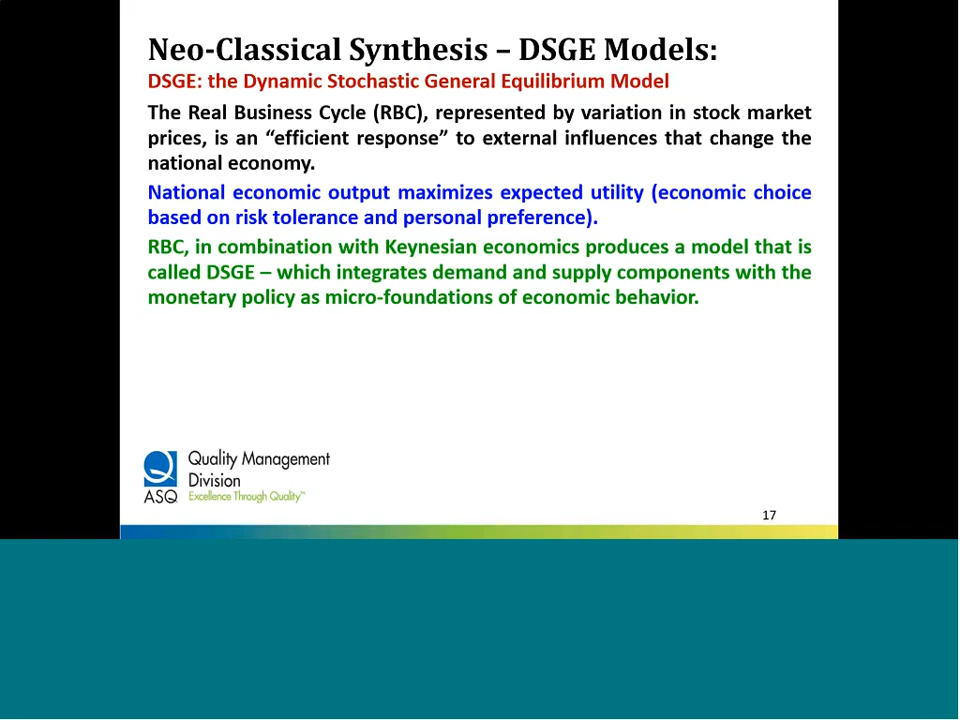 Neo-Classical Synthesis – DSGE Models:
DSGE: the Dynamic Stochastic General Equilibrium Model
The Real Business Cycle (RBC), represented by variation in stock market
prices, is an “efficient response” to external influences that change the
national economy.
National economic output maximizes expected utility (economic choice
based on risk tolerance and personal preference).
RBC, in combination with Keynesian economics produces a model that is
called DSGE – which integrates demand and supply components with the
monetary policy as micro-foundations of economic behavior.
Quality Management
Division
ASQ Excellence Through Quality™
17